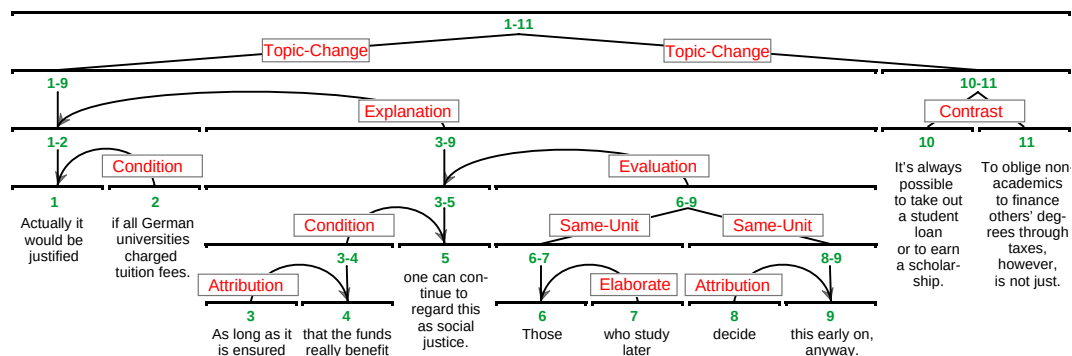 1-11
Topic-Change
Topic-Change
1-9
10-11
Explanation
Contrast
1-2
3-9
10
11
Condition
Evaluation
It's always
possible
to take out
a student
loan
or to earn
a scholar-
ship.
To oblige non-
academics
to finance
others' deg-
rees through
taxes,
however,
is not just.
1
2
3-5
6-9
Actually it
would be
justified
if all German
universities
charged
tuition fees.
Condition
Same-Unit
Same-Unit
3-4
5
6-7
8-9
one can con-
tinue to
regard this
as social
justice.
Attribution
Elaborate
Attribution
3
4
6
7
8
9
As long as it
is ensured
that the funds
really benefit
Those
who study
later
decide
this early on,
anyway.